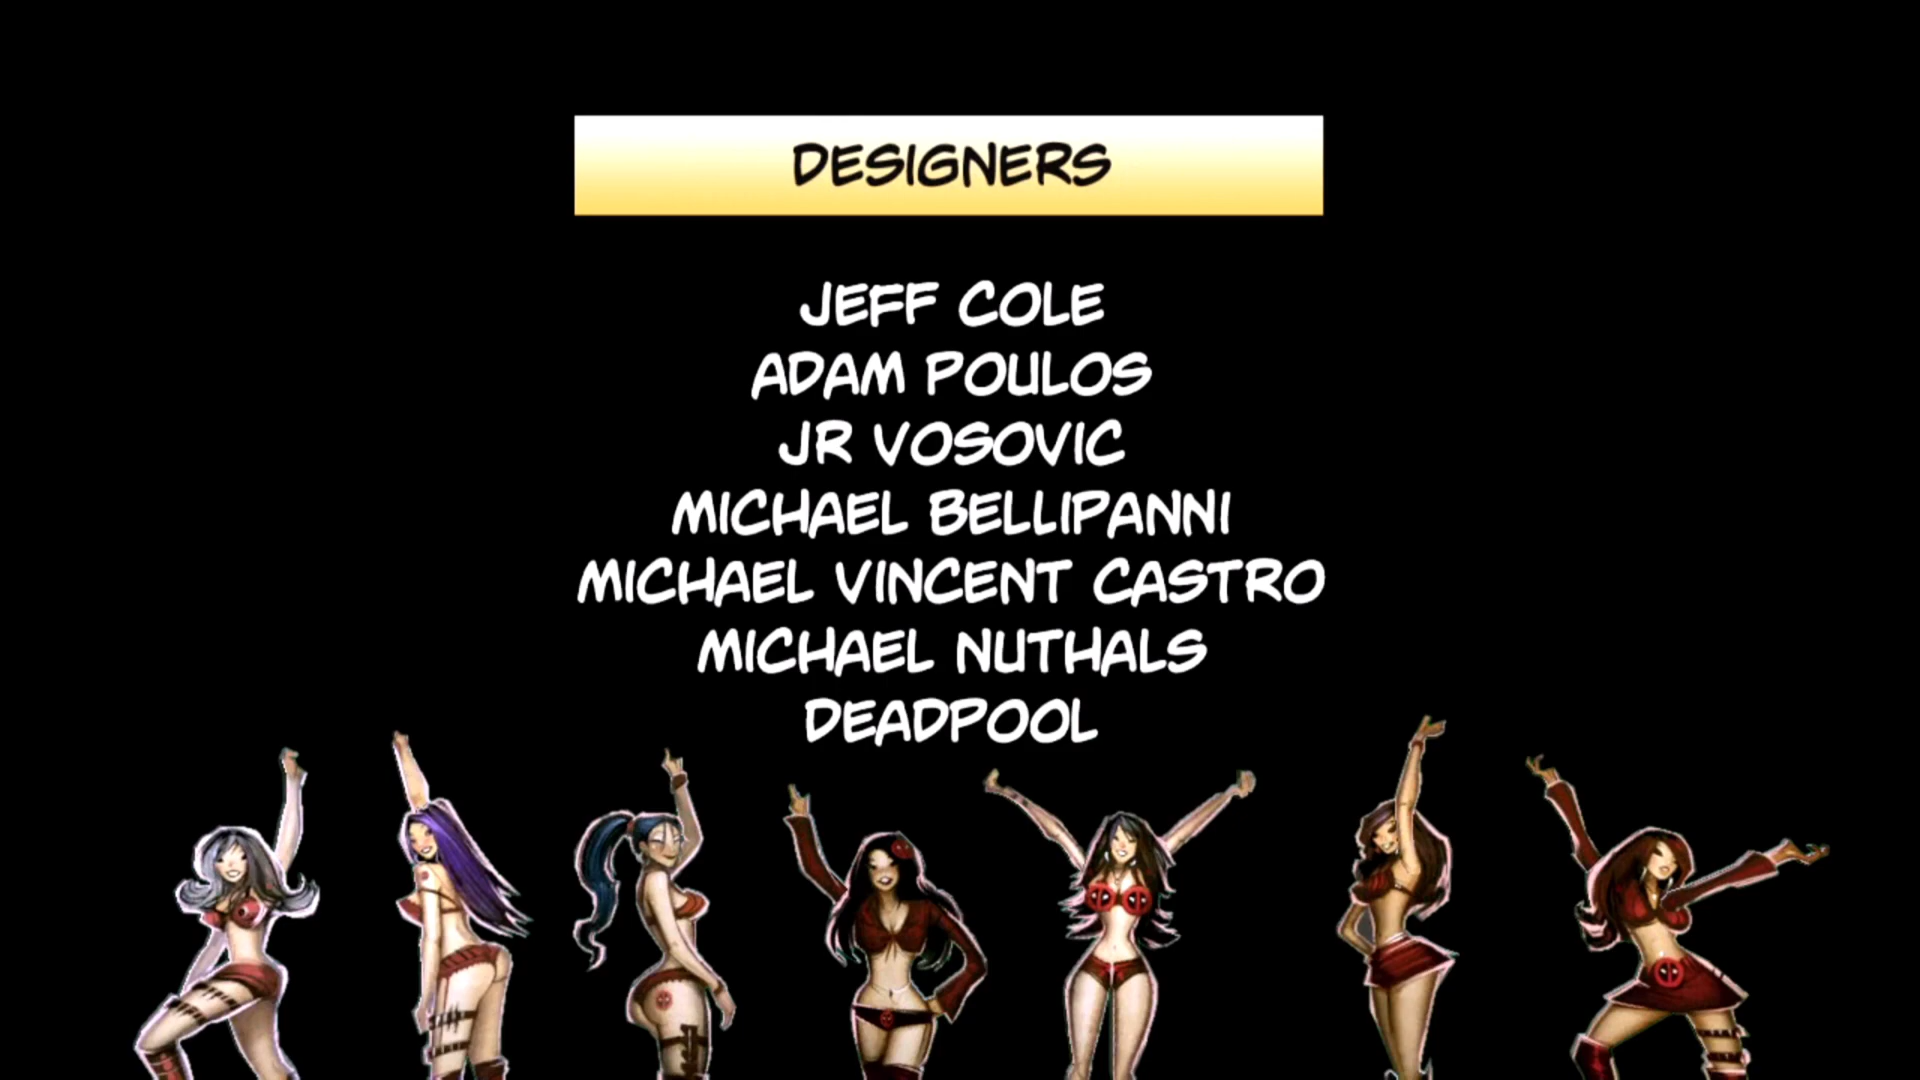 DESIGNERS
JEFF COLE
ADAM POULOS
JR VOSOVIC
MICHAEL BELLIPANNI
MICHAEL VINCENT CASTRO
MICHAEL NUTHALS
DEADPOOL